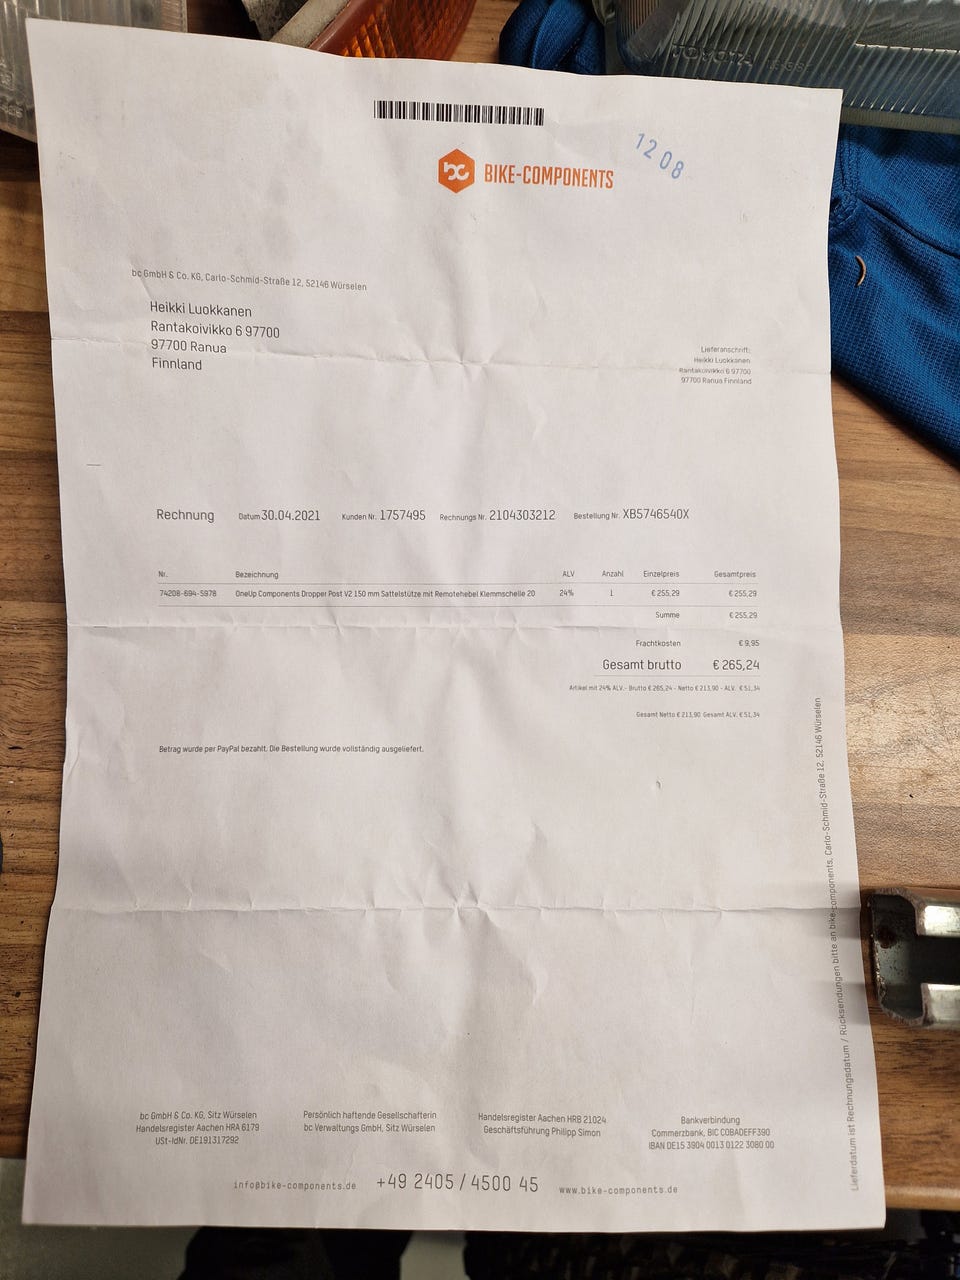 TOYOTA
1208
bc BIKE-COMPONENTS
bc GmbH & Co. KG, Carlo-Schmid-Straße 12, 52146 Würselen
Heikki Luokkanen
Rantakoivikko 6 97700
97700 Ranua
Finnland
Lieferanschrift:
Heikki Luokkanen
Rantakoivikko 6 97700
97700 Ranua Finnland
Rechnung Datum 30.04.2021 Kunden Nr. 1757495 Rechnungs Nr. 2104303212 Bestellung Nr. XB5746540X
Nr. Bezeichnung ALV Anzahl Einzelpreis Gesamtpreis
74208-694-5978 OneUp Components Dropper Post V2 150 mm Sattelstütze mit Remotehebel Klemmschelle 20 24% 1 € 255,29 € 255,29
Summe € 255,29
Frachtkosten € 9,95
Gesamt brutto € 265,24
Artikel mit 24% ALV.- Brutto € 265,24 - Netto € 213,90 - ALV. € 51,34
Gesamt Netto € 213,90 Gesamt ALV. € 51,34
Betrag wurde per PayPal bezahlt. Die Bestellung wurde vollständig ausgeliefert.
Lieferdatum ist Rechnungsdatum / Rücksendungen bitte an bike-components, Carlo-Schmid-Straße 12, 52146 Würselen
bc GmbH & Co. KG, Sitz Würselen
Handelsregister Aachen HRA 6179
USt-IdNr. DE191317292
Persönlich haftende Gesellschafterin
bc Verwaltungs GmbH, Sitz Würselen
Handelsregister Aachen HRB 21024
Geschäftsführung Philipp Simon
Bankverbindung
Commerzbank, BIC COBADEFF390
IBAN DE15 3904 0013 0122 3080 00
info@bike-components.de +49 2405 / 4500 45 www.bike-components.de